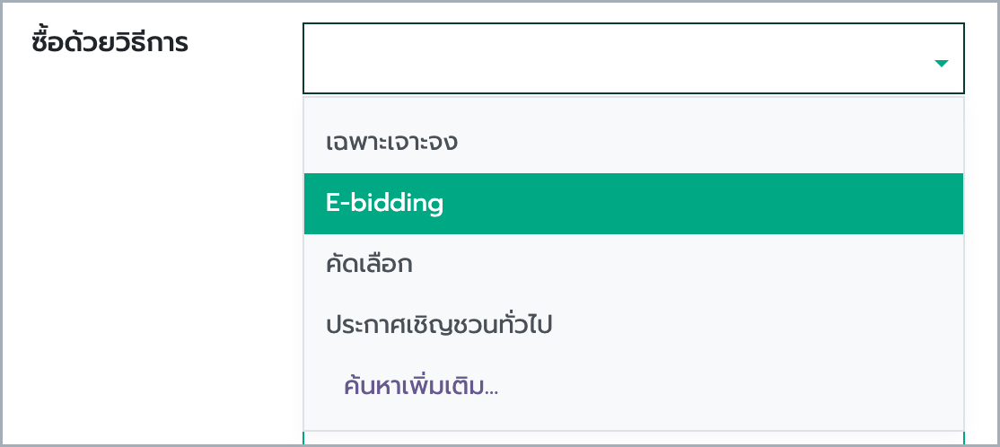 ซื้อด้วยวิธีการ
เฉพาะเจาะจง
E-bidding
คัดเลือก
ประกาศเชิญชวนทั่วไป
ค้นหาเพิ่มเติม...